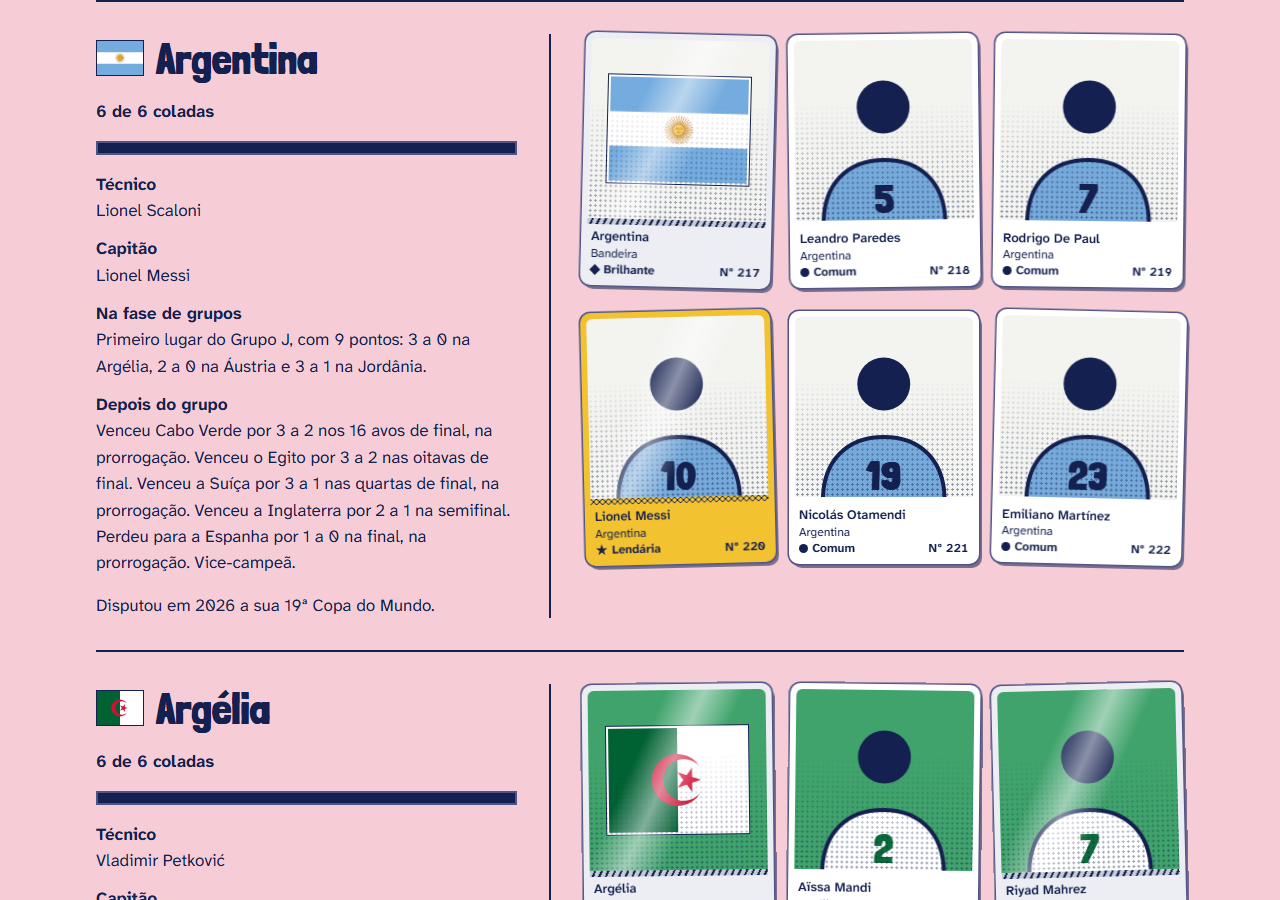 Argentina
6 de 6 coladas
Técnico
Lionel Scaloni
Capitão
Lionel Messi
Na fase de grupos
Primeiro lugar do Grupo J, com 9 pontos: 3 a 0 na
Argélia, 2 a 0 na Áustria e 3 a 1 na Jordânia.
Depois do grupo
Venceu Cabo Verde por 3 a 2 nos 16 avos de final, na
prorrogação. Venceu o Egito por 3 a 2 nas oitavas de
final. Venceu a Suíça por 3 a 1 nas quartas de final, na
prorrogação. Venceu a Inglaterra por 2 a 1 na semifinal.
Perdeu para a Espanha por 1 a 0 na final, na
prorrogação. Vice-campeã.
Disputou em 2026 a sua 19ª Copa do Mundo.
Argentina
Bandeira
Brilhante Nº 217
5
Leandro Paredes
Argentina
Comum Nº 218
7
Rodrigo De Paul
Argentina
Comum Nº 219
10
Lionel Messi
Argentina
Lendária Nº 220
19
Nicolás Otamendi
Argentina
Comum Nº 221
23
Emiliano Martínez
Argentina
Comum Nº 222
Argélia
6 de 6 coladas
Técnico
Vladimir Petković
Capitão
Argélia
2
Aïssa Mandi
7
Riyad Mahrez